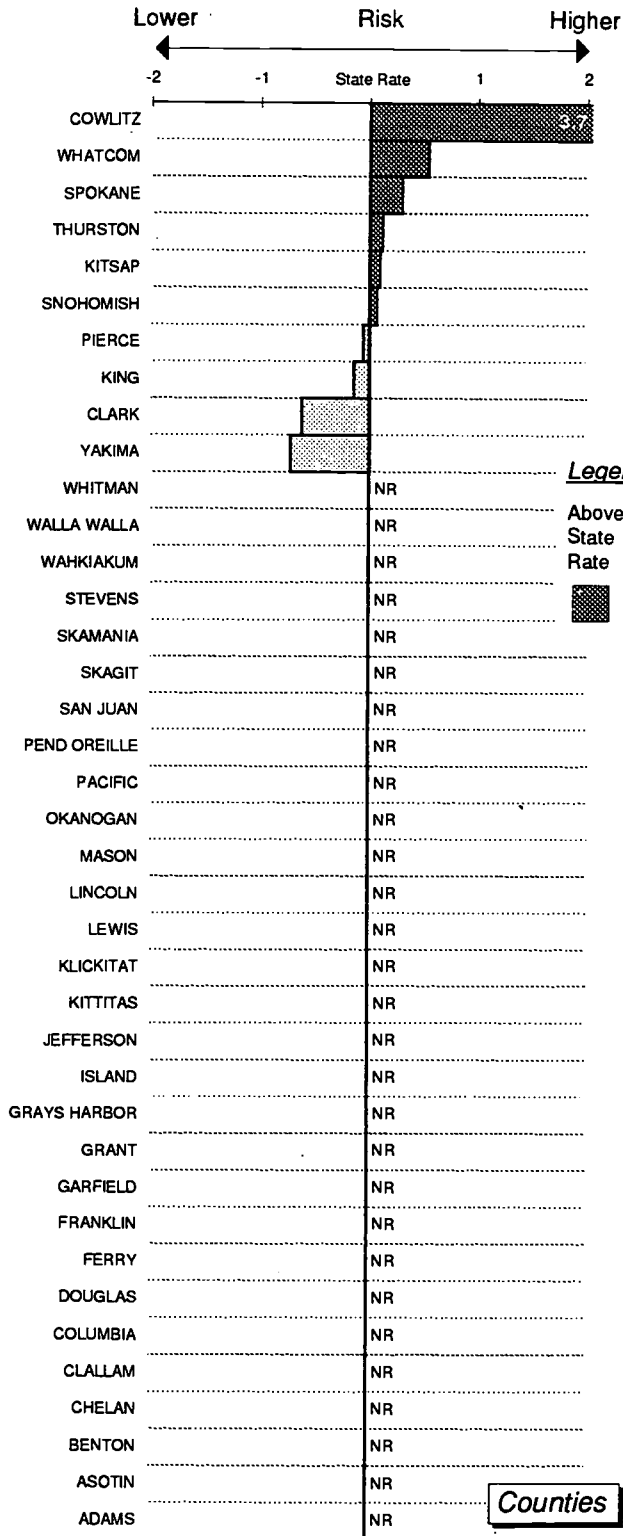 Lower Risk Higher
-2 -1 State Rate 1 2
COWLITZ 3.7
WHATCOM
SPOKANE
THURSTON
KITSAP
SNOHOMISH
PIERCE
KING
CLARK
YAKIMA
WHITMAN NR
WALLA WALLA NR
WAHKIAKUM NR
STEVENS NR
SKAMANIA NR
SKAGIT NR
SAN JUAN NR
PEND OREILLE NR
PACIFIC NR
OKANOGAN NR
MASON NR
LINCOLN NR
LEWIS NR
KLICKITAT NR
KITTITAS NR
JEFFERSON NR
ISLAND NR
GRAYS HARBOR NR
GRANT NR
GARFIELD NR
FRANKLIN NR
FERRY NR
DOUGLAS NR
COLUMBIA NR
CLALLAM NR
CHELAN NR
BENTON NR
ASOTIN NR
ADAMS NR
Above
State
Rate
Counties